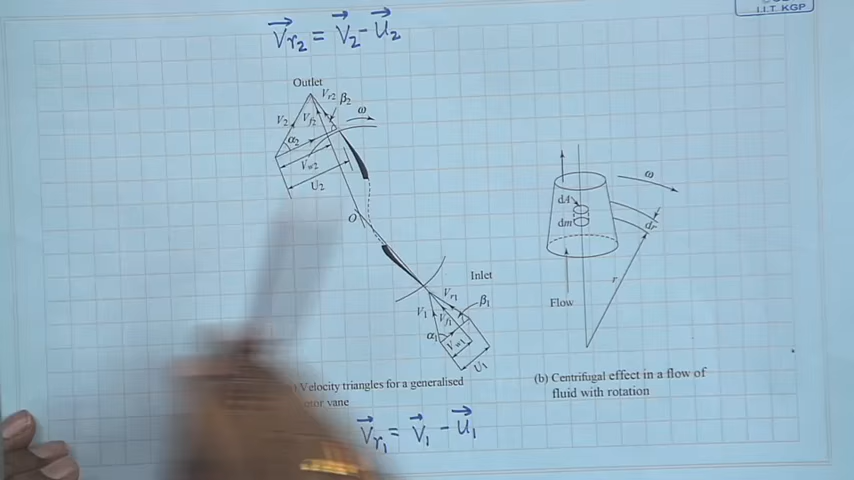 I.I.T. KGP
Vr2 = V2 - U2
Outlet
Vr2
β2
ω
V2
Vf2
α2
Vw2
U2
O
Inlet
Vr1
β1
V1
Vf1
α1
Vw1
U1
Velocity triangles for a generalised
tor vane
Vr1 = V1 - U1
ω
dA
dm
dr
r
Flow
(b) Centrifugal effect in a flow of
fluid with rotation